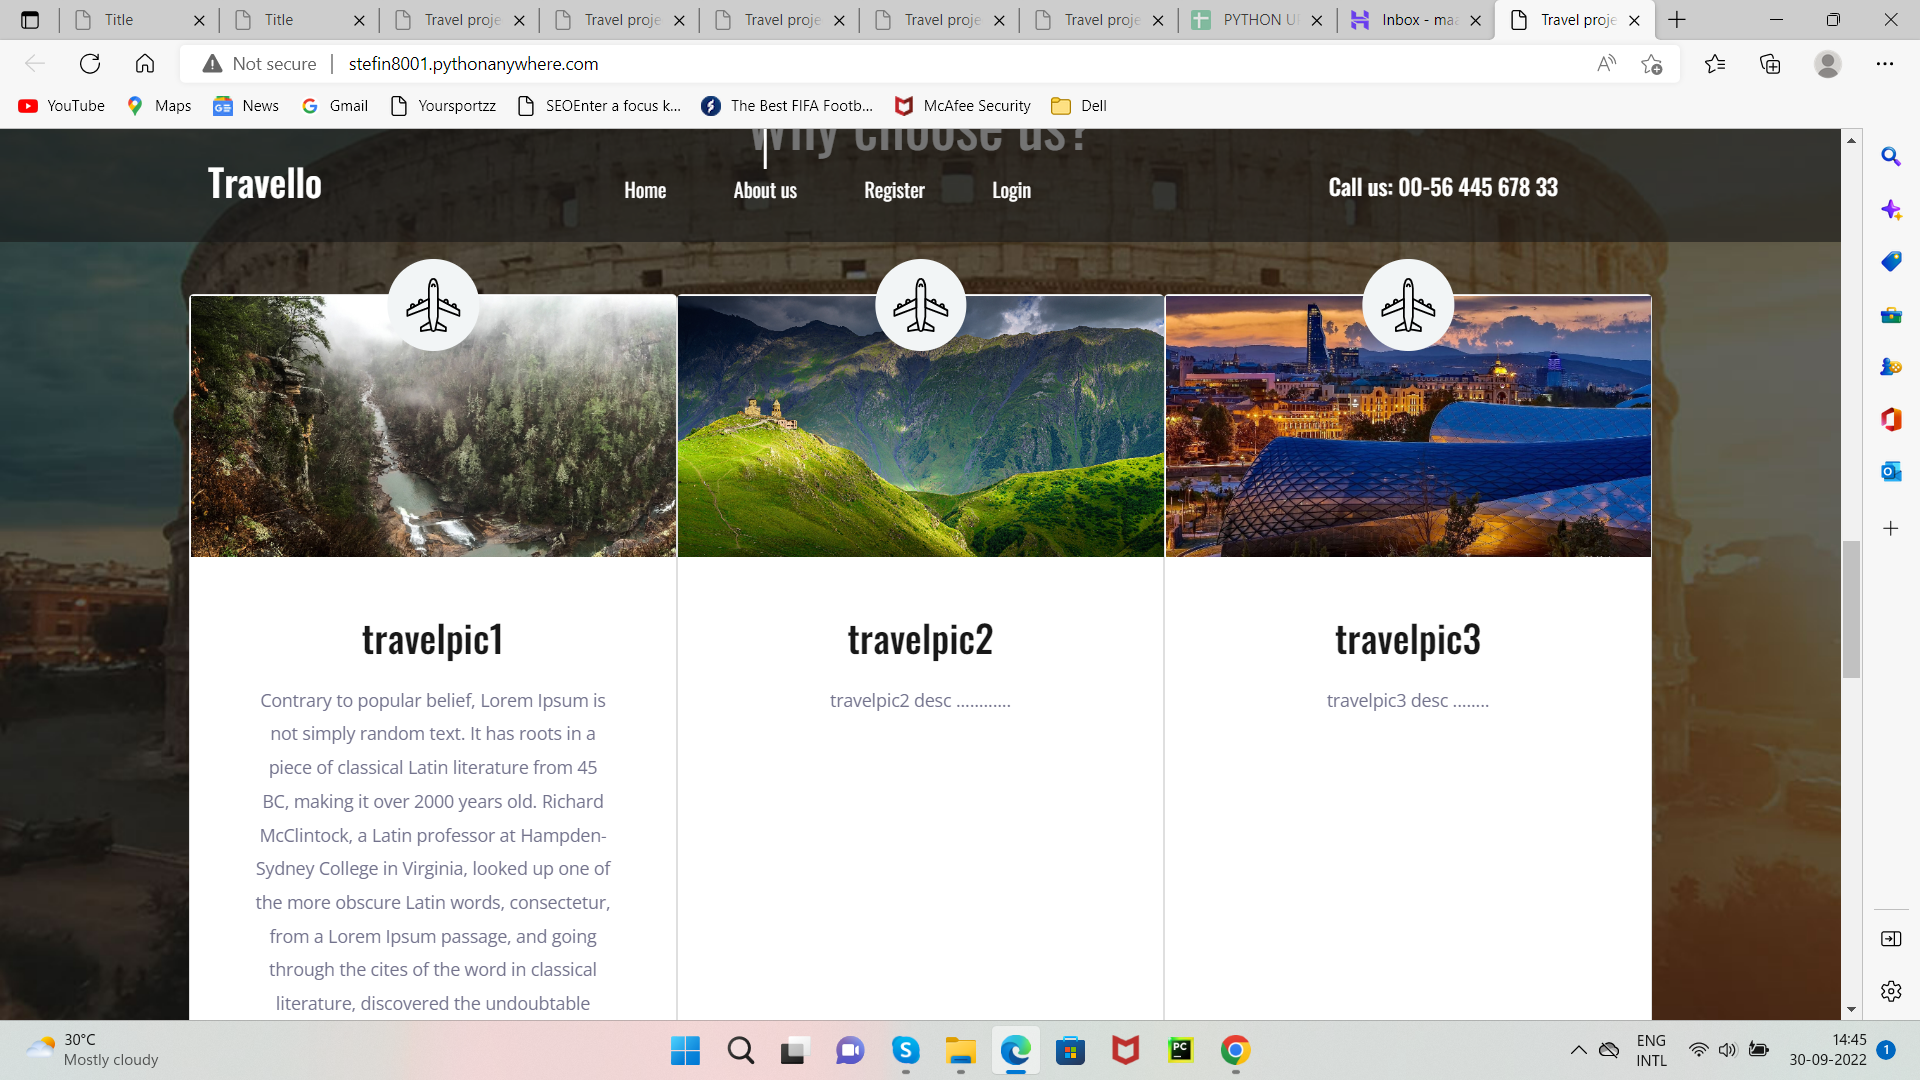 Title
Title
Travel proje
Travel proje
Travel proje
Travel proje
Travel proje
PYTHON U
Inbox - ma
Travel proje
Not secure
stefin8001.pythonanywhere.com
YouTube
Maps
News
Gmail
Yoursportzz
SEOEnter a focus k...
The Best FIFA Footb...
McAfee Security
Dell
Why choose us?
Travello
Home
About us
Register
Login
Call us: 00-56 445 678 33
travelpic1
Contrary to popular belief, Lorem Ipsum is
not simply random text. It has roots in a
piece of classical Latin literature from 45
BC, making it over 2000 years old. Richard
McClintock, a Latin professor at Hampden-
Sydney College in Virginia, looked up one of
the more obscure Latin words, consectetur,
from a Lorem Ipsum passage, and going
through the cites of the word in classical
literature, discovered the undoubtable
travelpic2
travelpic2 desc ............
travelpic3
travelpic3 desc ........
30°C
Mostly cloudy
PC
ENG
INTL
14:45
30-09-2022
1